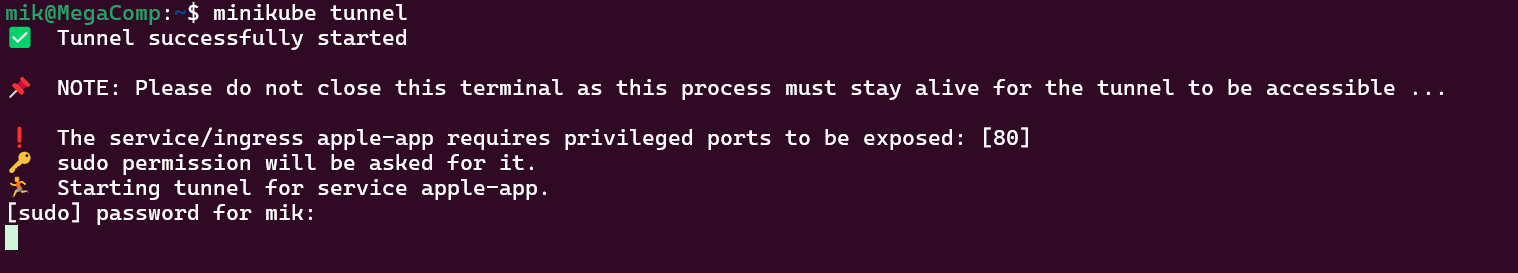 mik@MegaComp:~$ minikube tunnel
✅ Tunnel successfully started
📌 NOTE: Please do not close this terminal as this process must stay alive for the tunnel to be accessible ...
❗ The service/ingress apple-app requires privileged ports to be exposed: [80]
🔑 sudo permission will be asked for it.
🏃 Starting tunnel for service apple-app.
[sudo] password for mik: